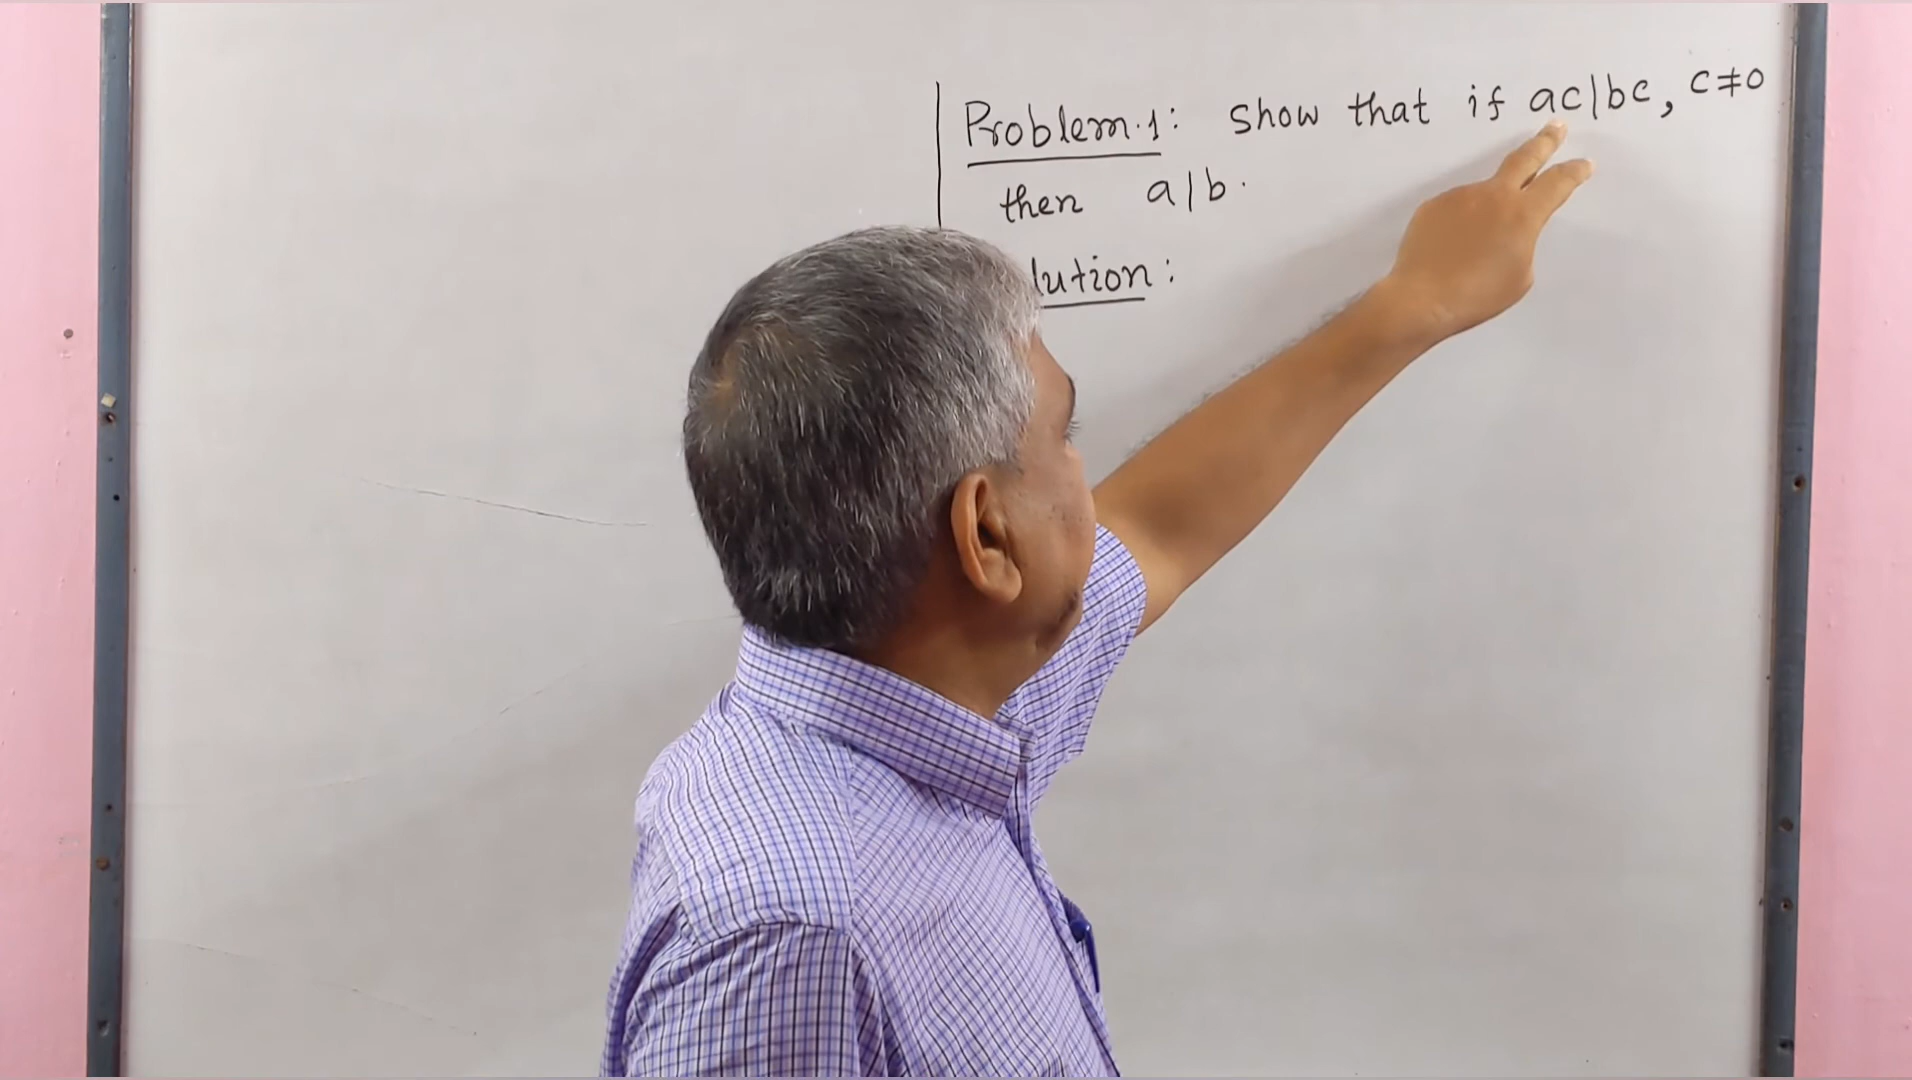 Problem.1: Show that if ac|bc, c≠0
then a|b.
lution: